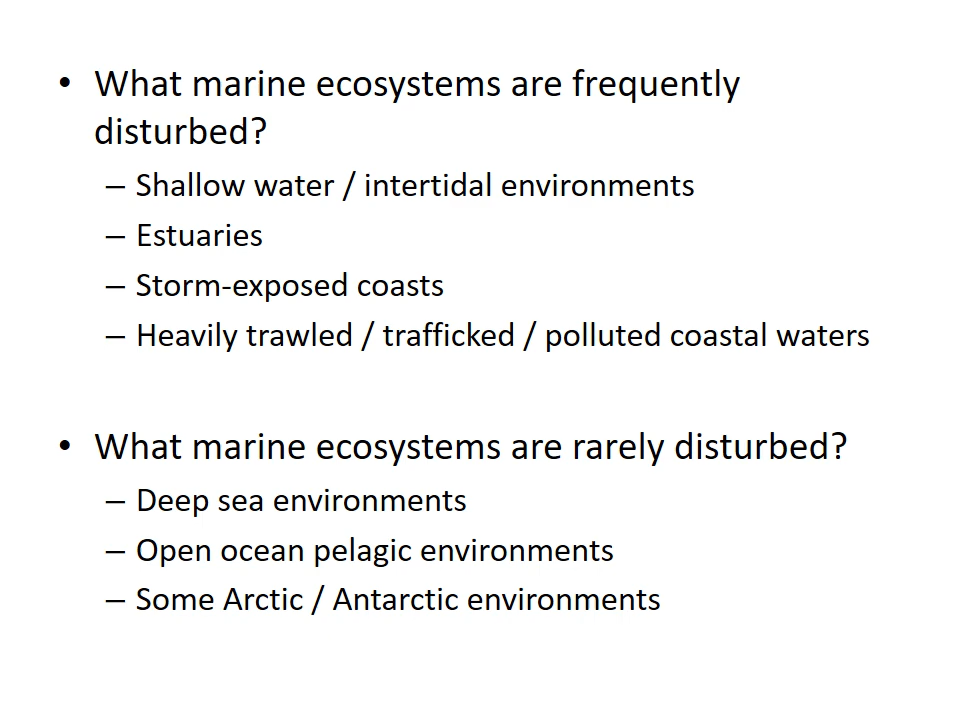 • What marine ecosystems are frequently
disturbed?
– Shallow water / intertidal environments
– Estuaries
– Storm-exposed coasts
– Heavily trawled / trafficked / polluted coastal waters
• What marine ecosystems are rarely disturbed?
– Deep sea environments
– Open ocean pelagic environments
– Some Arctic / Antarctic environments